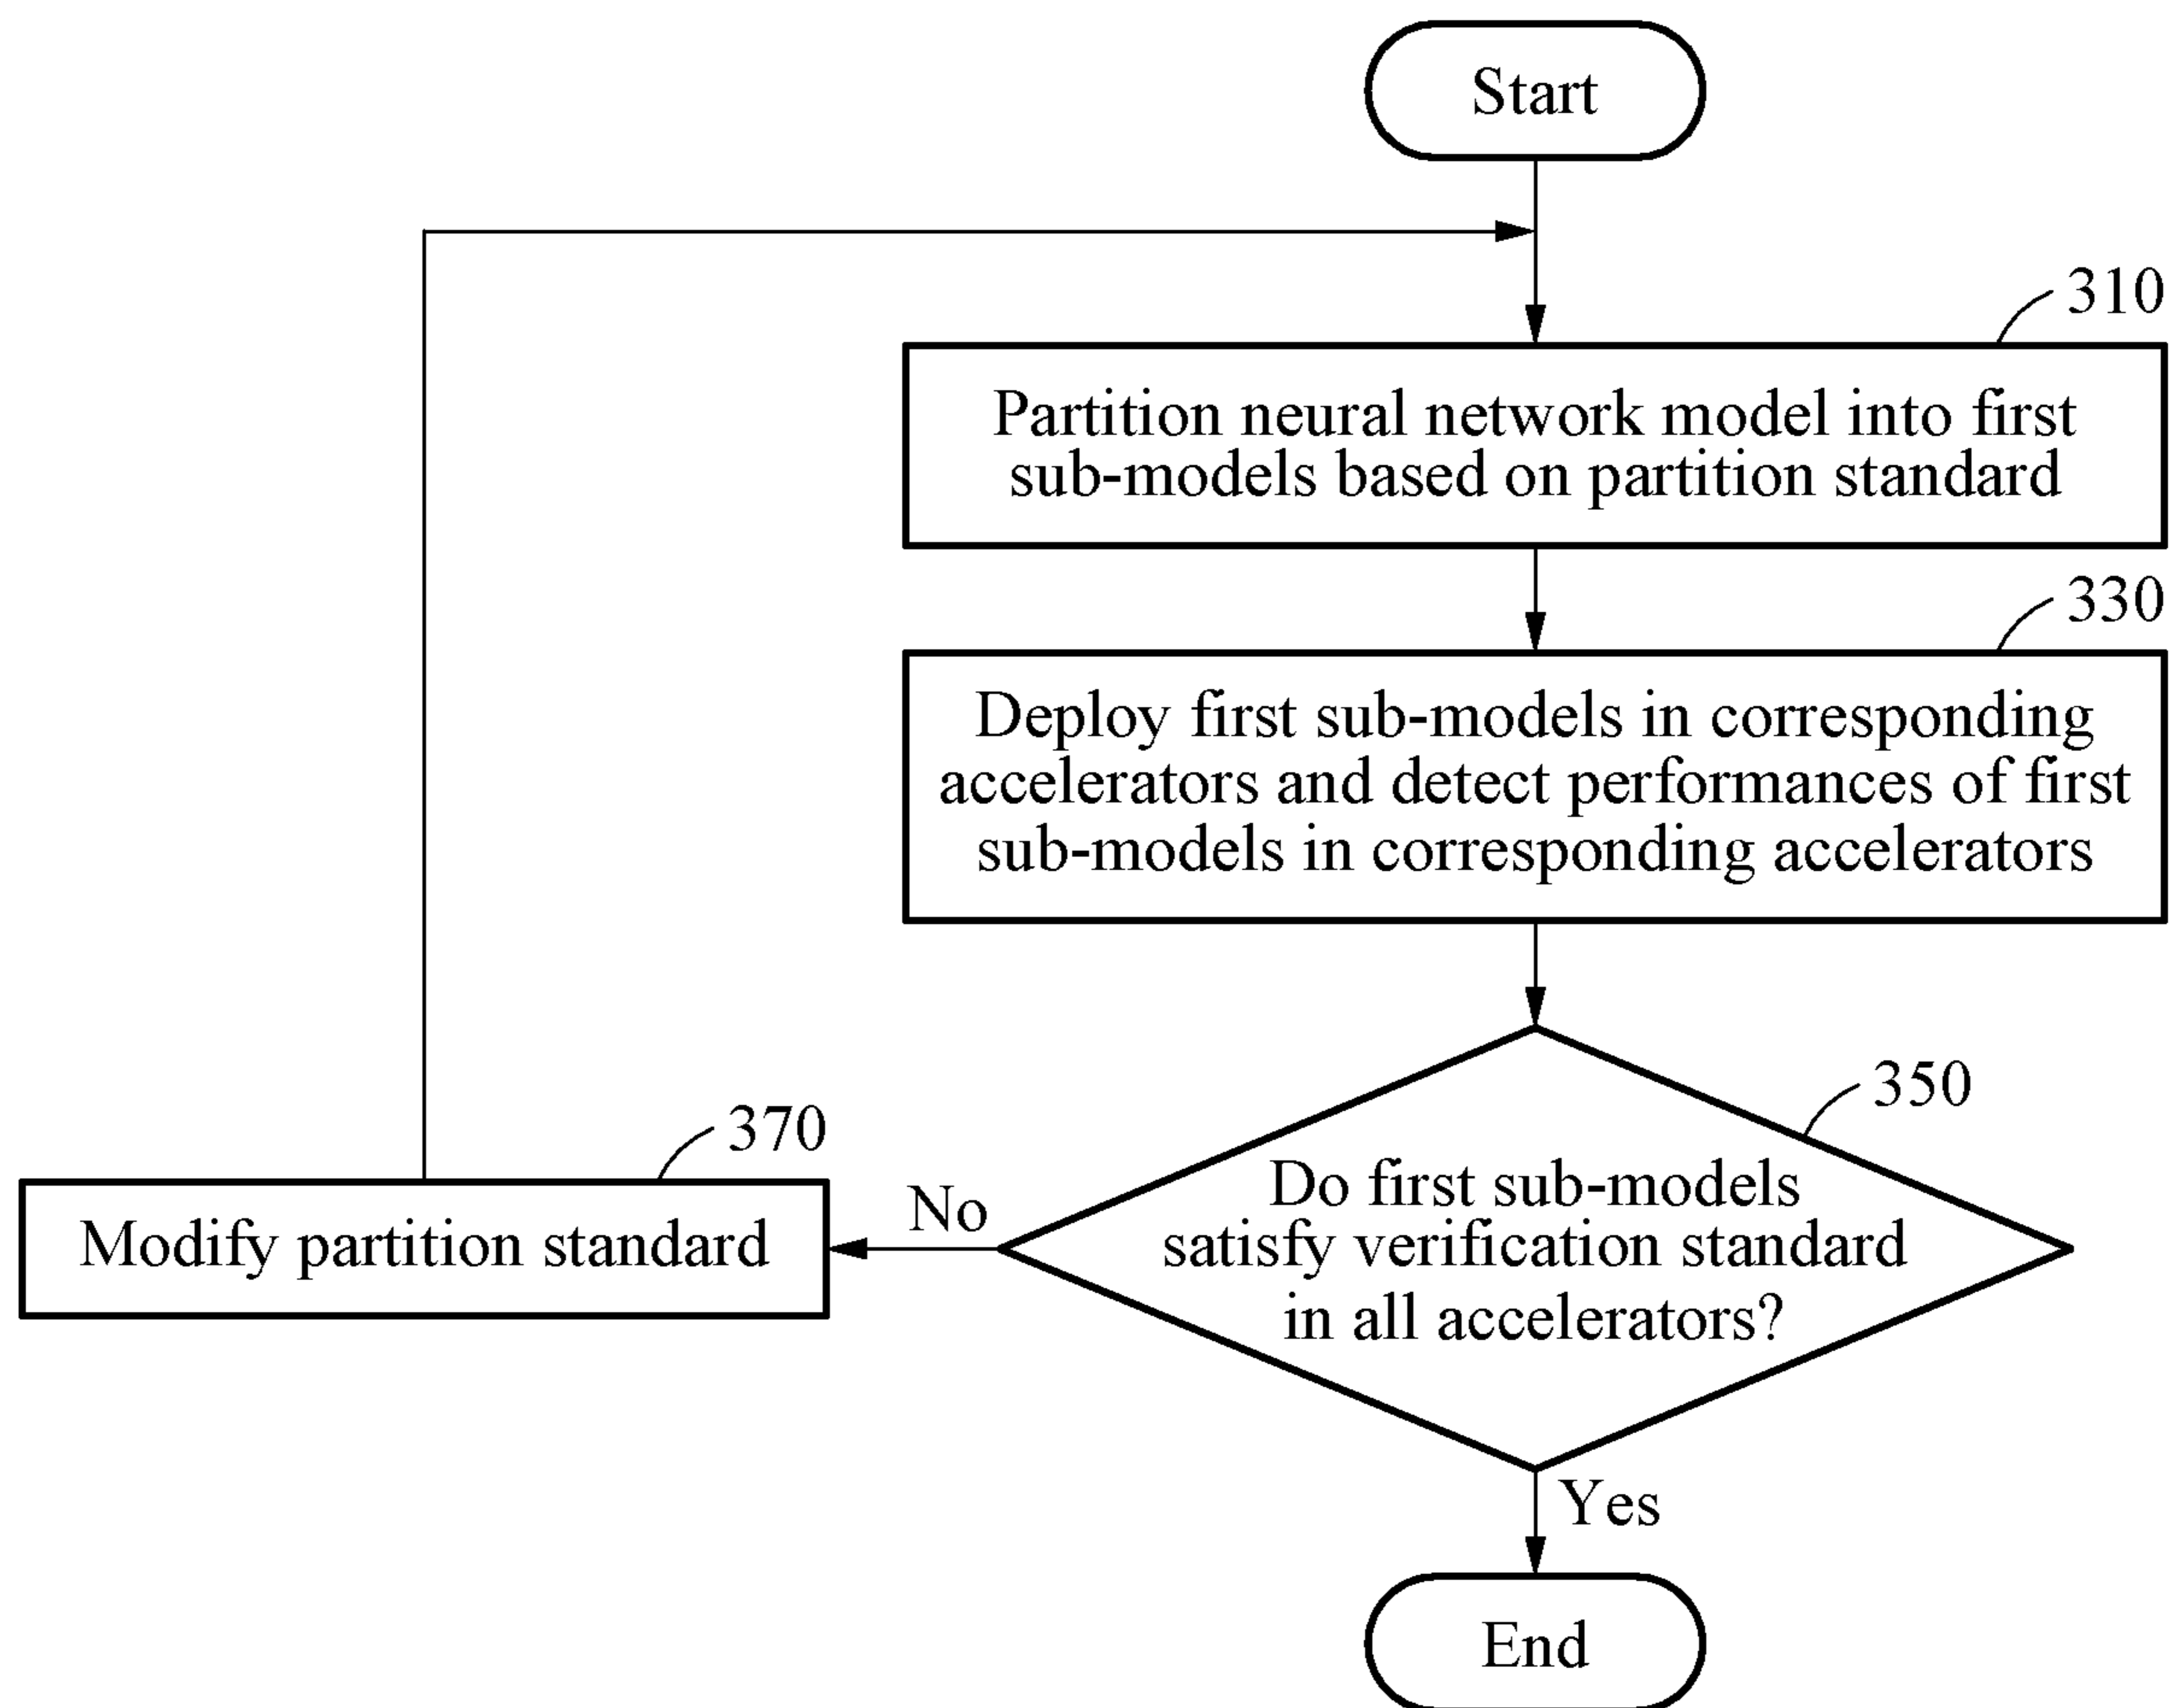 Start
310
Partition neural network model into first
sub-models based on partition standard
330
Deploy first sub-models in corresponding
accelerators and detect performances of first
sub-models in corresponding accelerators
350
Do first sub-models
satisfy verification standard
in all accelerators?
No
370
Modify partition standard
Yes
End